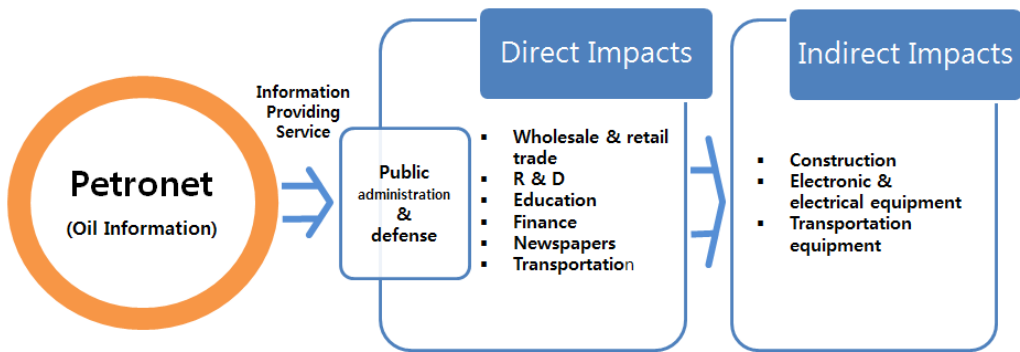 Petronet
(Oil Information)
Information
Providing
Service
Public
administration
&
defense
Direct Impacts
▪ Wholesale & retail
trade
▪ R & D
▪ Education
▪ Finance
▪ Newspapers
▪ Transportation
Indirect Impacts
▪ Construction
▪ Electronic &
electrical equipment
▪ Transportation
equipment